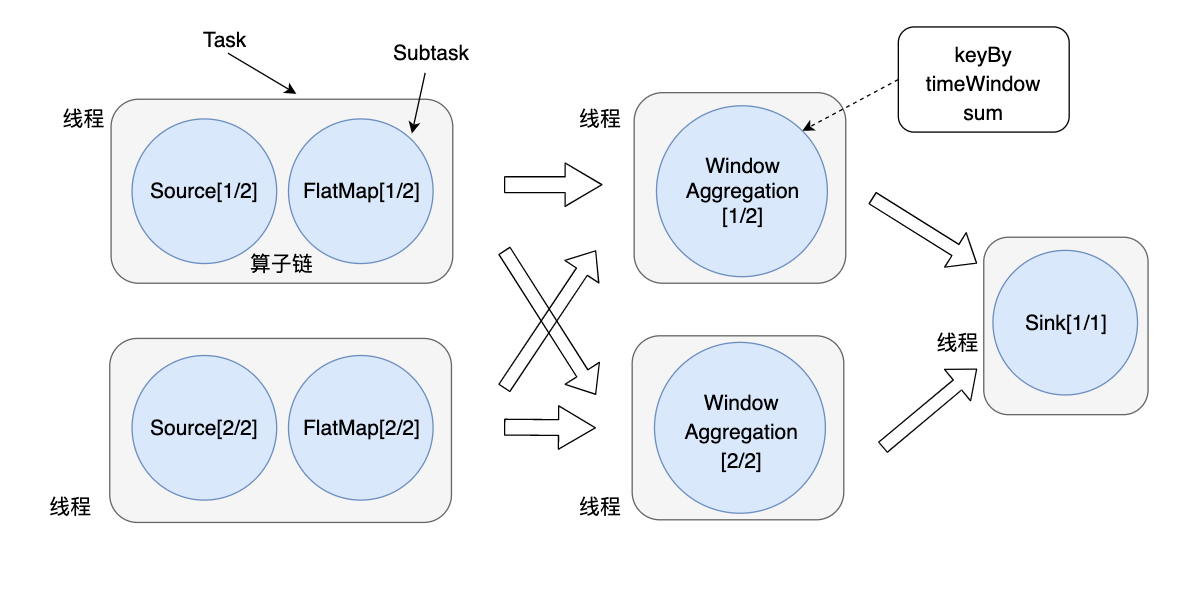 Task
Subtask
线程
Source[1/2]
FlatMap[1/2]
算子链
线程
Window
Aggregation
[1/2]
keyBy
timeWindow
sum
Source[2/2]
FlatMap[2/2]
线程
Window
Aggregation
[2/2]
线程
Sink[1/1]
线程